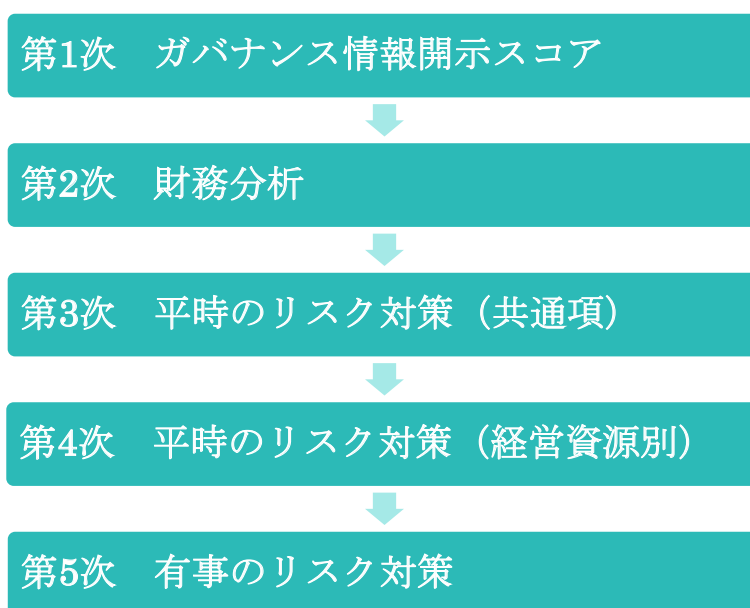 第1次　ガバナンス情報開示スコア
第2次　財務分析
第3次　平時のリスク対策（共通項）
第4次　平時のリスク対策（経営資源別）
第5次　有事のリスク対策